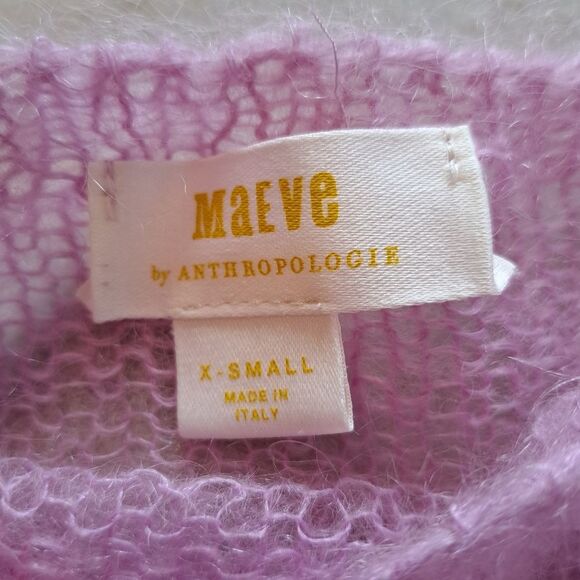 MaEVe
by ANTHROPOLOGIE
X-SMALL
MADE IN
ITALY